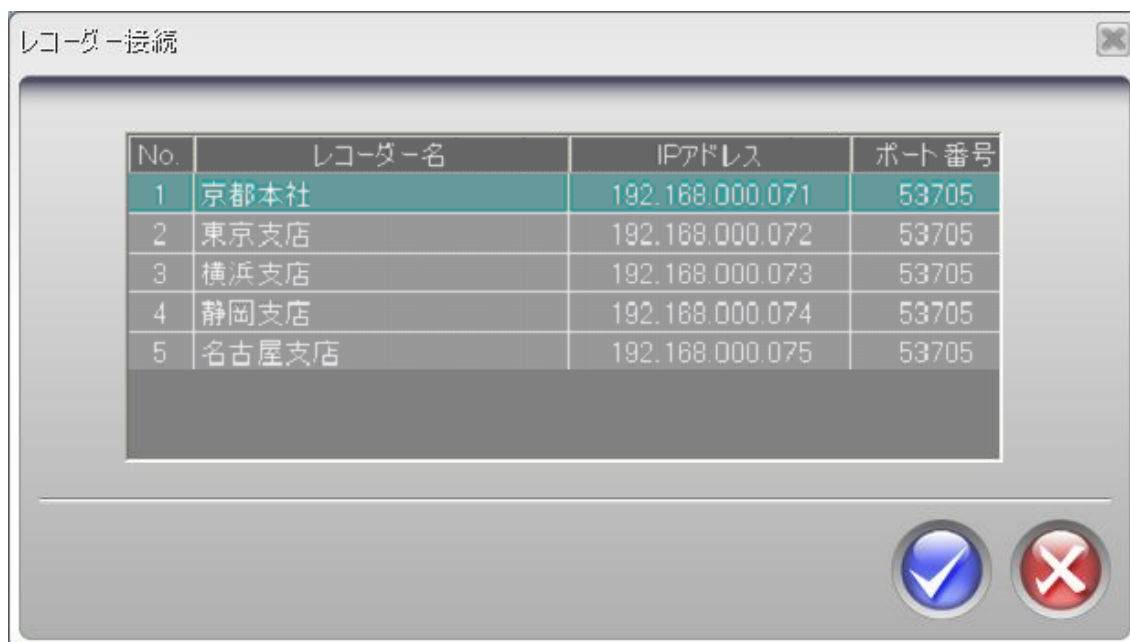 レコーダー接続
No. レコーダー名 IPアドレス ポート番号
1 京都本社 192.168.000.071 53705
2 東京支店 192.168.000.072 53705
3 横浜支店 192.168.000.073 53705
4 静岡支店 192.168.000.074 53705
5 名古屋支店 192.168.000.075 53705